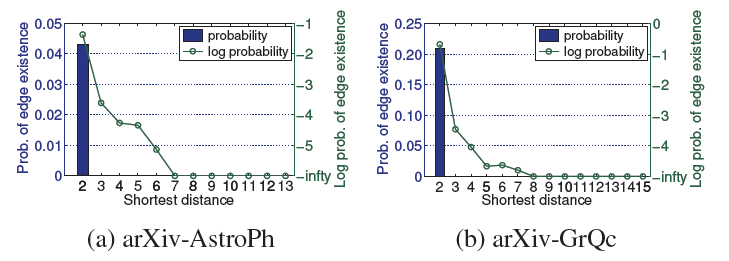 0.05
0.04
0.03
0.02
0.01
0
Prob. of edge existence
probability
log probability
−1
−2
−3
−4
−5
−infty
Log prob. of edge existence
2 3 4 5 6 7 8 9 10 11 12 13
Shortest distance
(a) arXiv-AstroPh
0.25
0.20
0.15
0.10
0.05
0
Prob. of edge existence
probability
log probability
0
−1
−2
−3
−4
−infty
Log prob. of edge existence
2 3 4 5 6 7 8 9 10 11 12 13 14 15
Shortest distance
(b) arXiv-GrQc